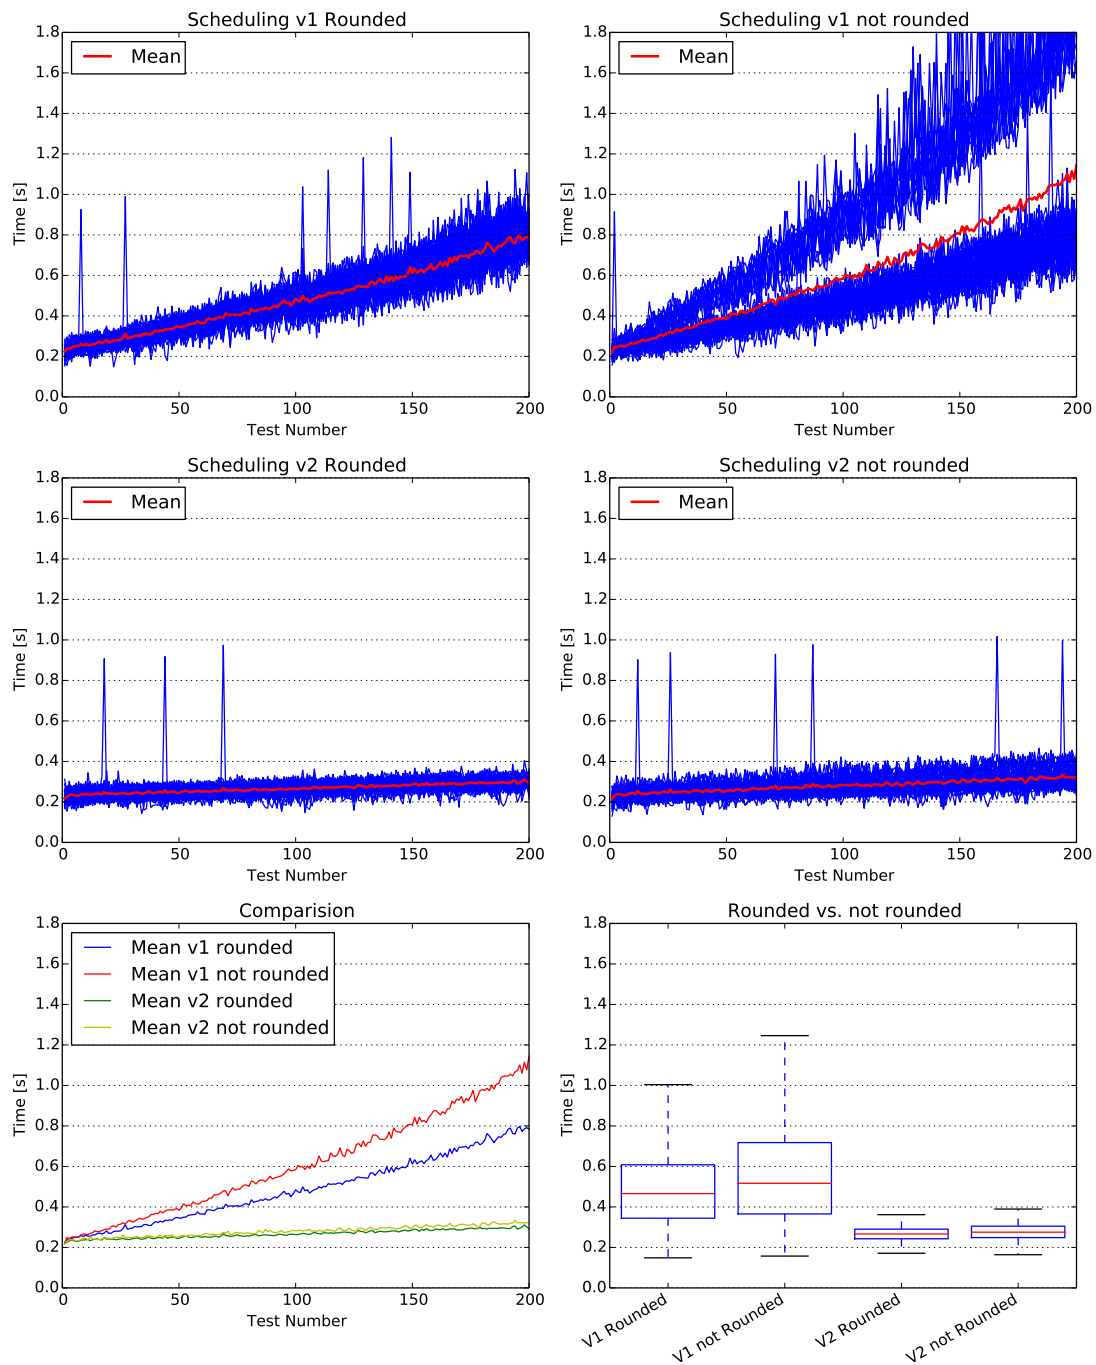 Scheduling v1 Rounded
Mean
1.8
1.6
1.4
1.2
1.0
0.8
0.6
0.4
0.2
0.0
Time [s]
0 50 100 150 200
Test Number
Scheduling v1 not rounded
Mean
1.8
1.6
1.4
1.2
1.0
0.8
0.6
0.4
0.2
0.0
Time [s]
0 50 100 150 200
Test Number
Scheduling v2 Rounded
Mean
1.8
1.6
1.4
1.2
1.0
0.8
0.6
0.4
0.2
0.0
Time [s]
0 50 100 150 200
Test Number
Scheduling v2 not rounded
Mean
1.8
1.6
1.4
1.2
1.0
0.8
0.6
0.4
0.2
0.0
Time [s]
0 50 100 150 200
Test Number
Comparision
Mean v1 rounded
Mean v1 not rounded
Mean v2 rounded
Mean v2 not rounded
1.8
1.6
1.4
1.2
1.0
0.8
0.6
0.4
0.2
0.0
Time [s]
0 50 100 150 200
Test Number
Rounded vs. not rounded
1.8
1.6
1.4
1.2
1.0
0.8
0.6
0.4
0.2
0.0
Time [s]
V1 Rounded
V1 not Rounded
V2 Rounded
V2 not Rounded